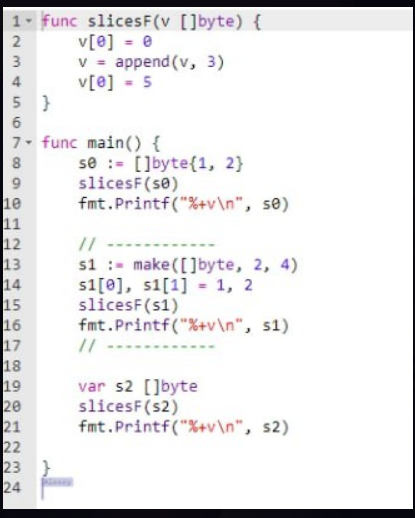 1 func slicesF(v []byte) {
2     v[0] = 0
3     v = append(v, 3)
4     v[0] = 5
5 }
6
7 func main() {
8     s0 := []byte{1, 2}
9     slicesF(s0)
10     fmt.Printf("%+v\n", s0)
11
12     // ------------
13     s1 := make([]byte, 2, 4)
14     s1[0], s1[1] = 1, 2
15     slicesF(s1)
16     fmt.Printf("%+v\n", s1)
17     // ------------
18
19     var s2 []byte
20     slicesF(s2)
21     fmt.Printf("%+v\n", s2)
22
23 }
24